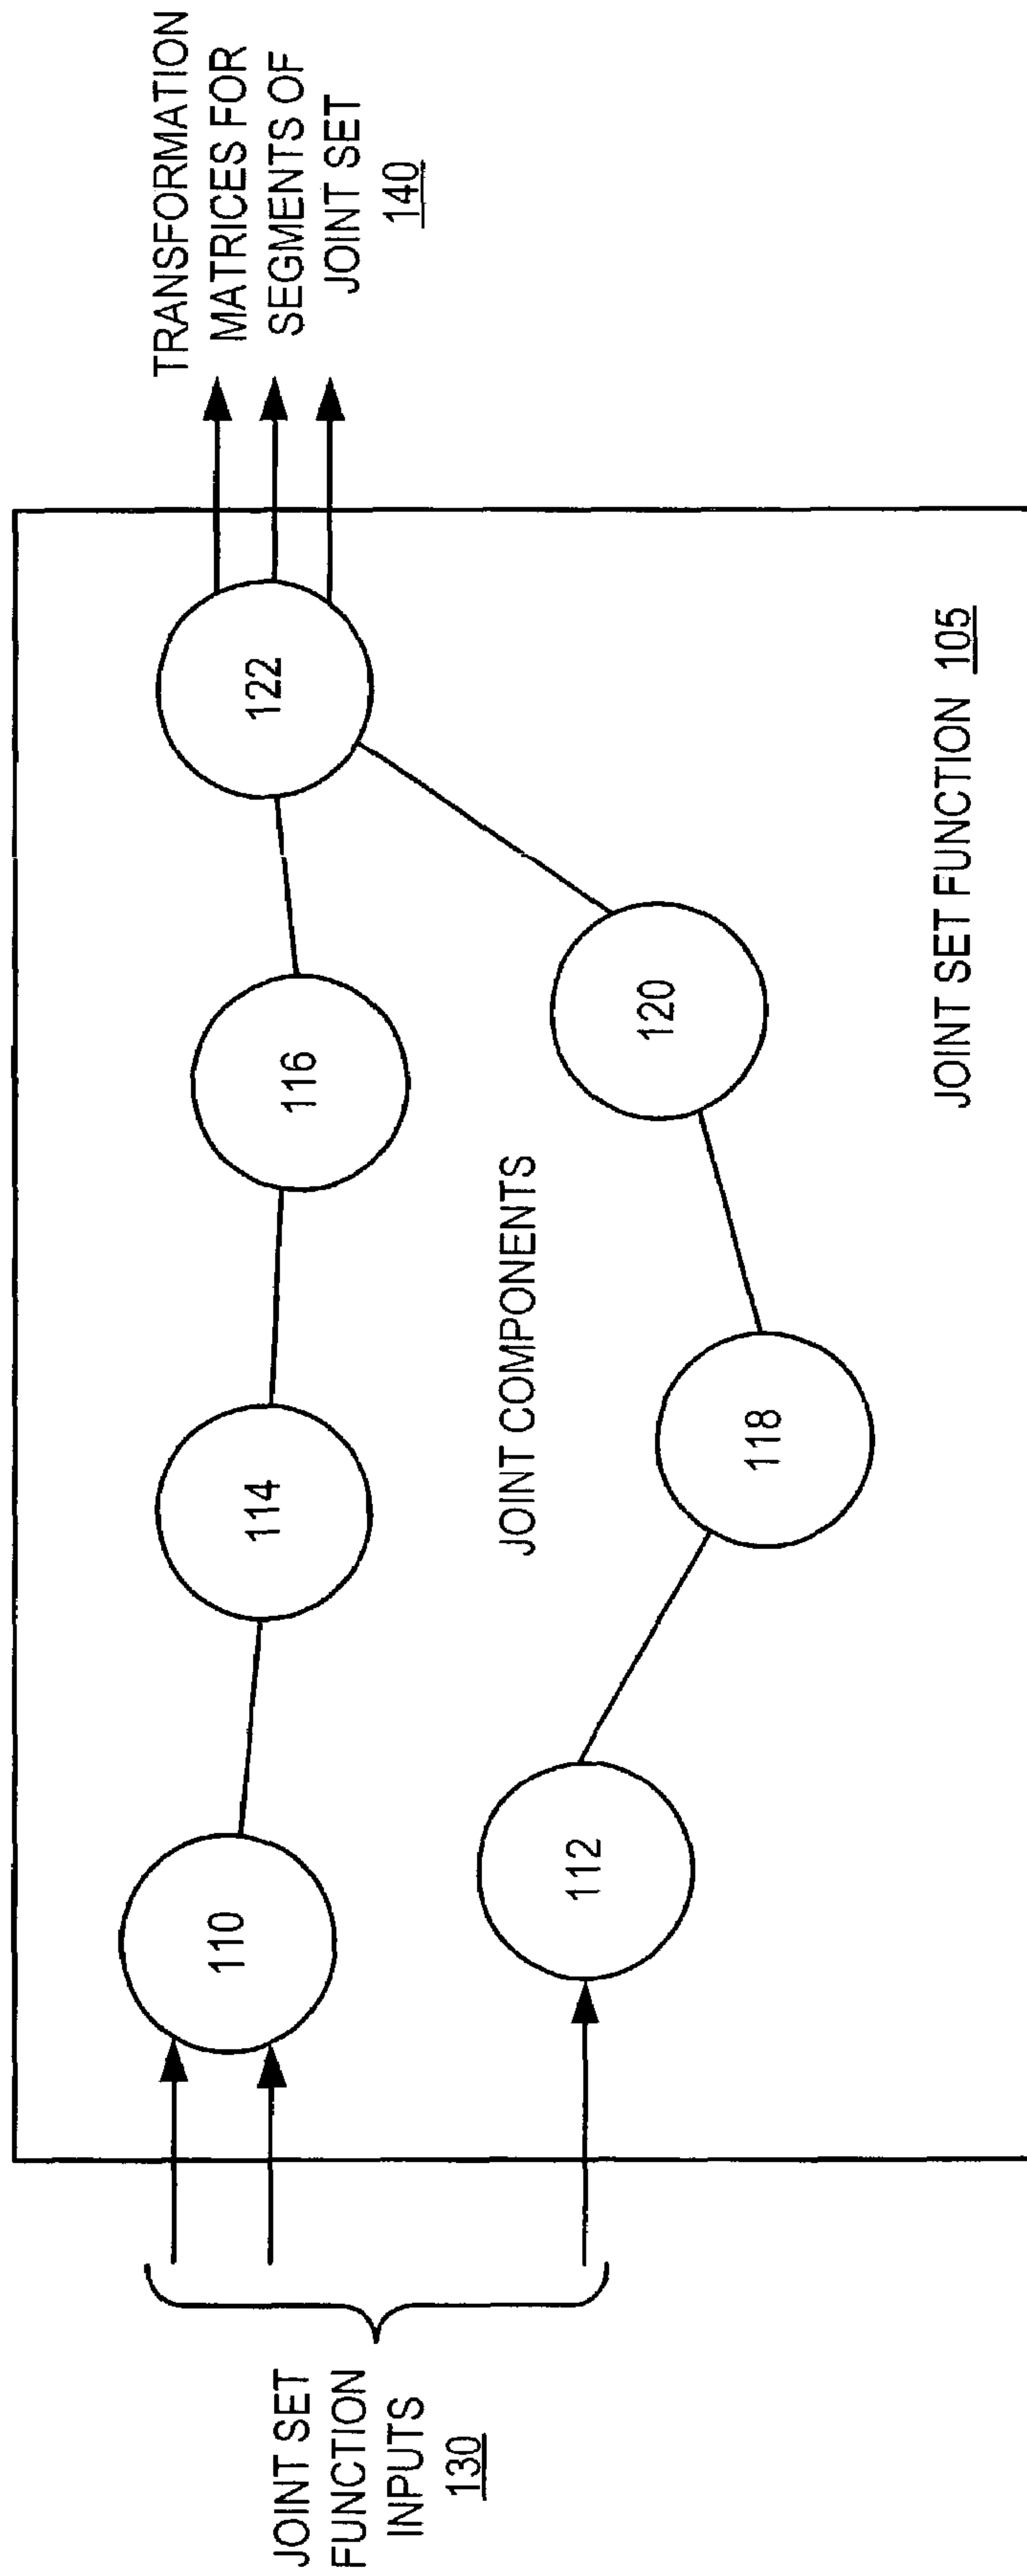 JOINT SET
FUNCTION
INPUTS
130
110
112
114
118
116
120
122
JOINT COMPONENTS
JOINT SET FUNCTION 105
TRANSFORMATION
MATRICES FOR
SEGMENTS OF
JOINT SET
140